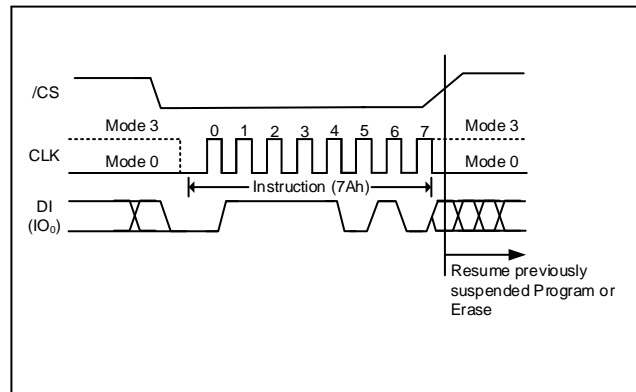 /CS
Mode 3
0 1 2 3 4 5 6 7
Mode 3
CLK
Mode 0
Mode 0
Instruction (7Ah)
DI
(IO0)
Resume previously
suspended Program or
Erase